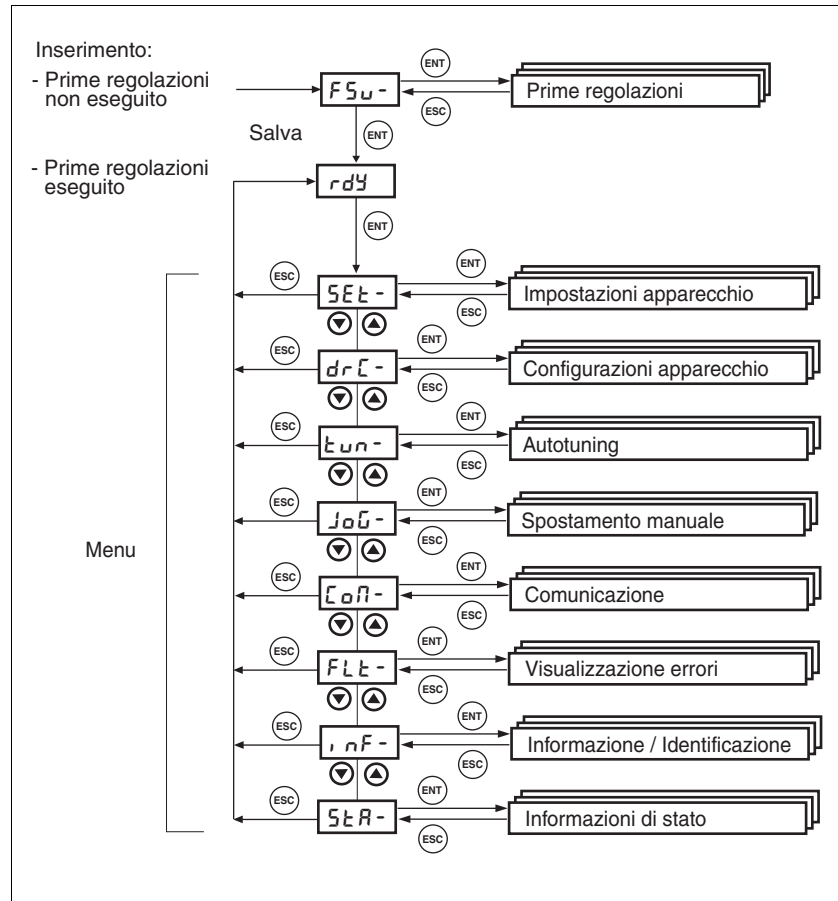 Inserimento:
- Prime regolazioni
non eseguito
FSu-
ENT
ESC
Prime regolazioni
Salva
ENT
- Prime regolazioni
eseguito
rdY
ENT
Menu
ESC
SEt-
ENT
ESC
Impostazioni apparecchio
ESC
drC-
ENT
ESC
Configurazioni apparecchio
ESC
tun-
ENT
ESC
Autotuning
ESC
JoG-
ENT
ESC
Spostamento manuale
ESC
CoM-
ENT
ESC
Comunicazione
ESC
FLt-
ENT
ESC
Visualizzazione errori
ESC
inF-
ENT
ESC
Informazione / Identificazione
ESC
StA-
ENT
ESC
Informazioni di stato